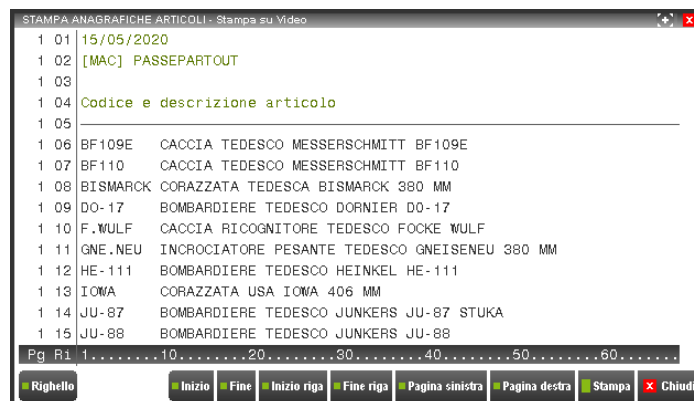 STAMPA ANAGRAFICHE ARTICOLI - Stampa su Video
1 01 15/05/2020
1 02 [MAC] PASSEPARTOUT
1 03
1 04 Codice e descrizione articolo
1 05
1 06 BF109E CACCIA TEDESCO MESSERSCHMITT BF109E
1 07 BF110 CACCIA TEDESCO MESSERSCHMITT BF110
1 08 BISMARCK CORAZZATA TEDESCA BISMARCK 380 MM
1 09 DO-17 BOMBARDIERE TEDESCO DORNIER DO-17
1 10 F.WULF CACCIA RICOGNITORE TEDESCO FOCKE WULF
1 11 GNE.NEU INCROCIATORE PESANTE TEDESCO GNEISENEU 380 MM
1 12 HE-111 BOMBARDIERE TEDESCO HEINKEL HE-111
1 13 IOWA CORAZZATA USA IOWA 406 MM
1 14 JU-87 BOMBARDIERE TEDESCO JUNKERS JU-87 STUKA
1 15 JU-88 BOMBARDIERE TEDESCO JUNKERS JU-88
Pg Ri 1........10........20........30........40........50........60.......
Righello Inizio Fine Inizio riga Fine riga Pagina sinistra Pagina destra Stampa X Chiudi